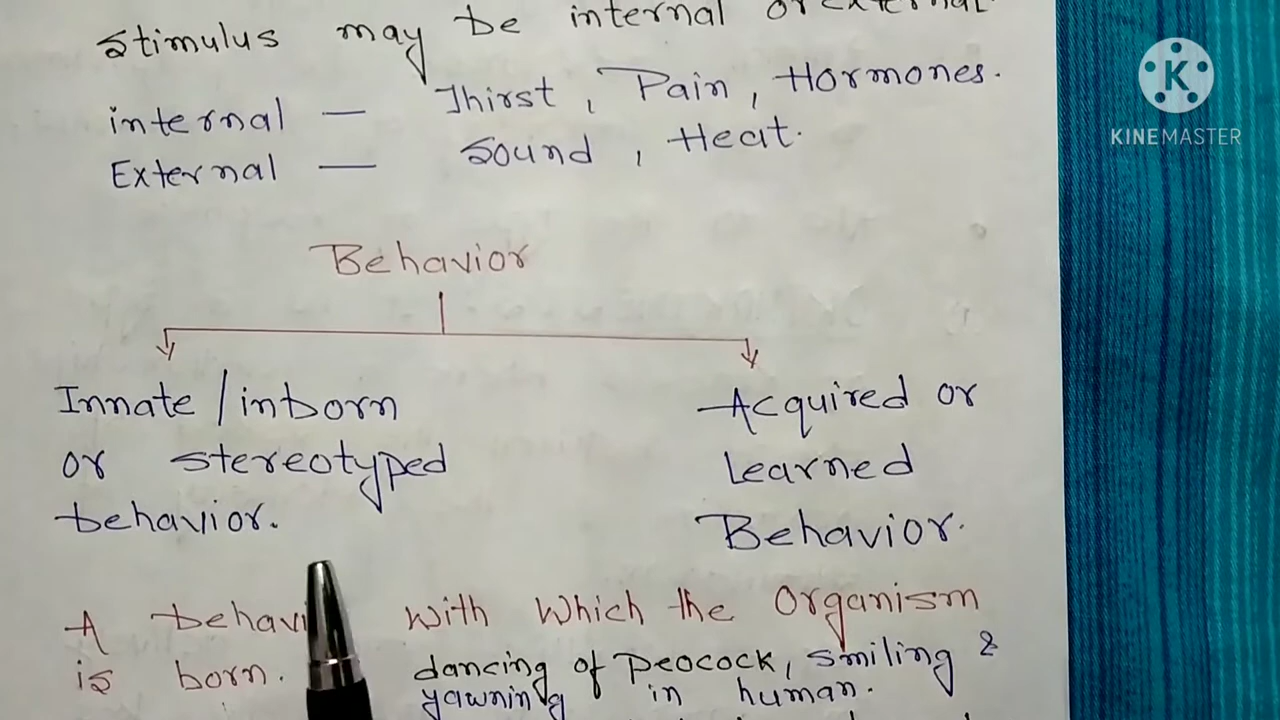 stimulus may be internal or external.
internal — Thirst, Pain, Hormones.
External — Sound, Heat.
KINEMASTER
Behavior
Innate/inborn
or stereotyped
behavior.
Acquired or
Learned
Behavior.
A behavi with which the Organism
is born. dancing of Peocock, smiling &
yawning in human.